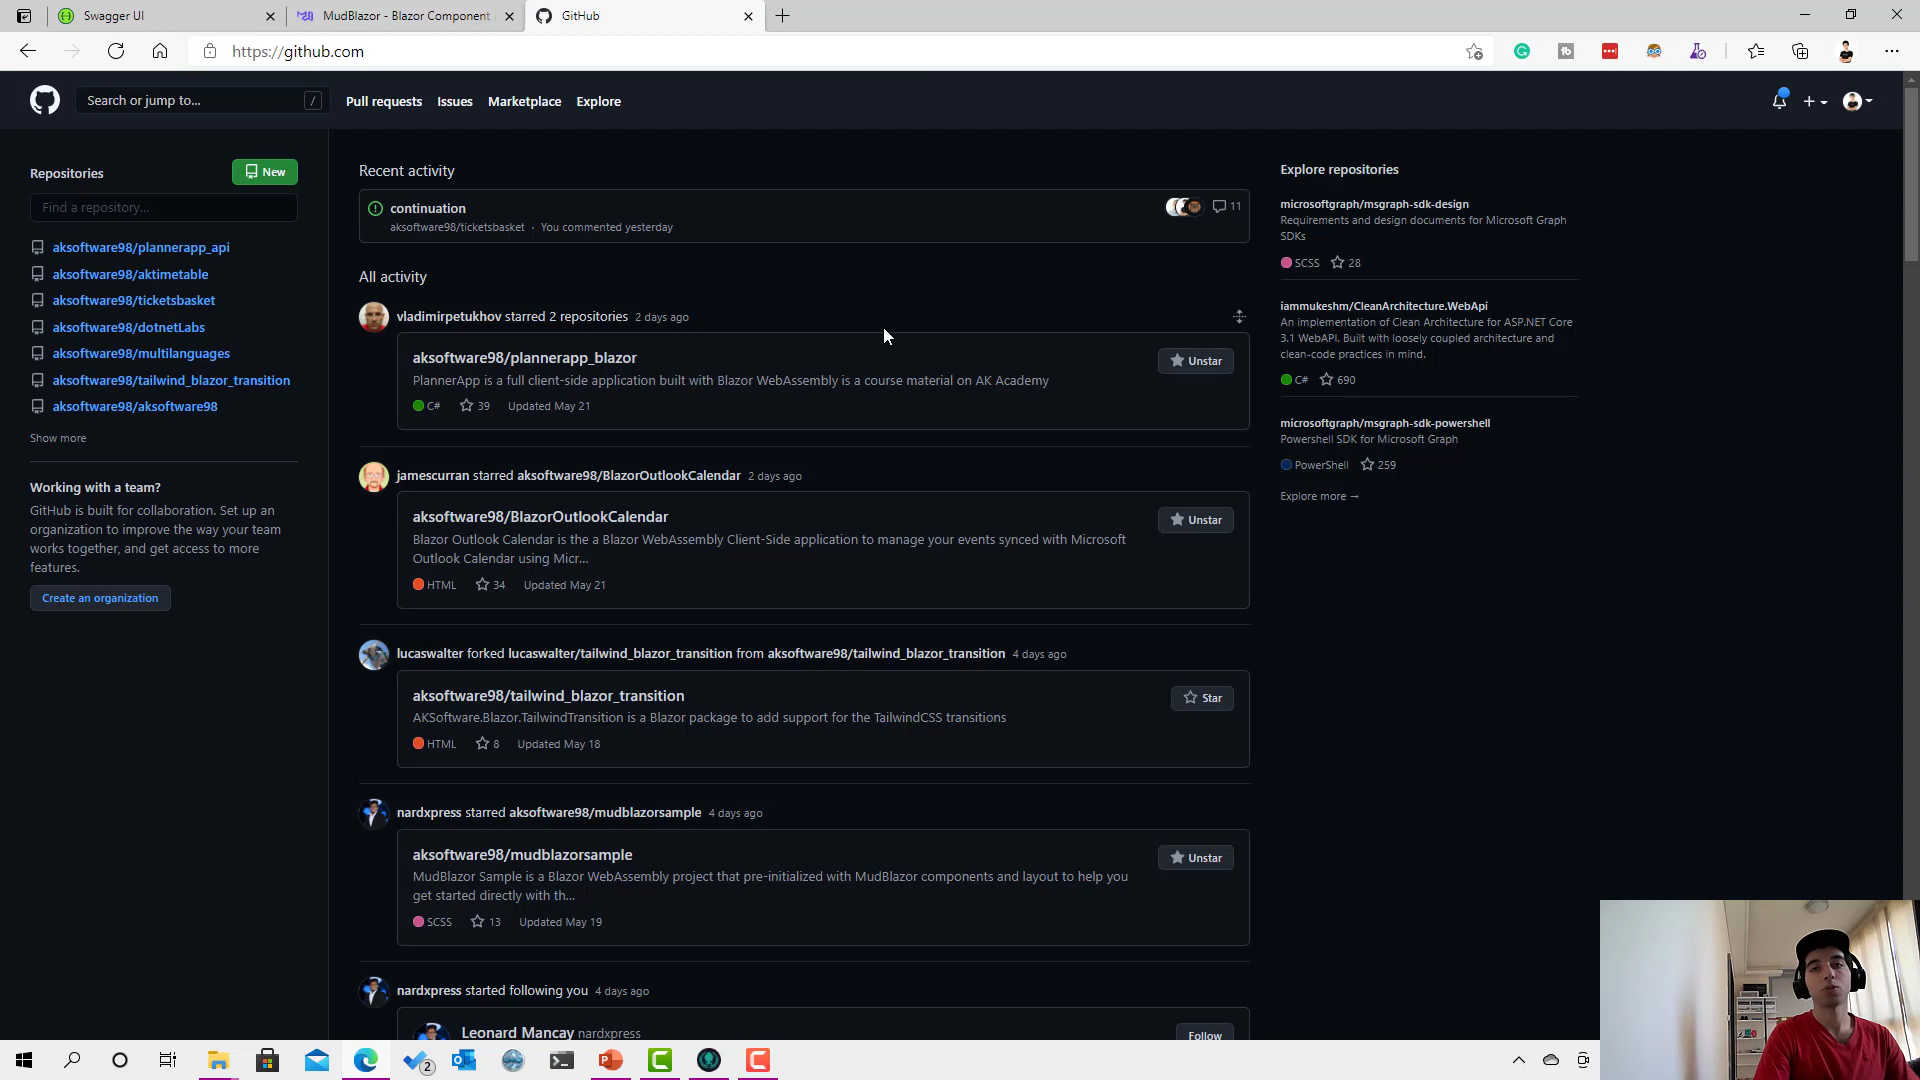 Swagger UI
MudBlazor - Blazor Component
GitHub
https://github.com
Search or jump to...
/
Pull requests
Issues
Marketplace
Explore
Repositories
New
Find a repository...
aksoftware98/plannerapp_api
aksoftware98/aktimetable
aksoftware98/ticketsbasket
aksoftware98/dotnetLabs
aksoftware98/multilanguages
aksoftware98/tailwind_blazor_transition
aksoftware98/aksoftware98
Show more
Working with a team?
GitHub is built for collaboration. Set up an
organization to improve the way your team
works together, and get access to more
features.
Create an organization
Recent activity
continuation
11
aksoftware98/ticketsbasket · You commented yesterday
All activity
vladimirpetukhov starred 2 repositories 2 days ago
aksoftware98/plannerapp_blazor
Unstar
PlannerApp is a full client-side application built with Blazor WebAssembly is a course material on AK Academy
C# 39 Updated May 21
jamescurran starred aksoftware98/BlazorOutlookCalendar 2 days ago
aksoftware98/BlazorOutlookCalendar
Unstar
Blazor Outlook Calendar is the a Blazor WebAssembly Client-Side application to manage your events synced with Microsoft
Outlook Calendar using Micr...
HTML 34 Updated May 21
lucaswalter forked lucaswalter/tailwind_blazor_transition from aksoftware98/tailwind_blazor_transition 4 days ago
aksoftware98/tailwind_blazor_transition
Star
AKSoftware.Blazor.TailwindTransition is a Blazor package to add support for the TailwindCSS transitions
HTML 8 Updated May 18
nardxpress starred aksoftware98/mudblazorsample 4 days ago
aksoftware98/mudblazorsample
Unstar
MudBlazor Sample is a Blazor WebAssembly project that pre-initialized with MudBlazor components and layout to help you
get started directly with th...
SCSS 13 Updated May 19
nardxpress started following you 4 days ago
Leonard Mancay nardxpress
Follow
Explore repositories
microsoftgraph/msgraph-sdk-design
Requirements and design documents for Microsoft Graph
SDKs
SCSS 28
iammukeshm/CleanArchitecture.WebApi
An implementation of Clean Architecture for ASP.NET Core
3.1 WebAPI. Built with loosely coupled architecture and
clean-code practices in mind.
C# 690
microsoftgraph/msgraph-sdk-powershell
Powershell SDK for Microsoft Graph
PowerShell 259
Explore more →
2